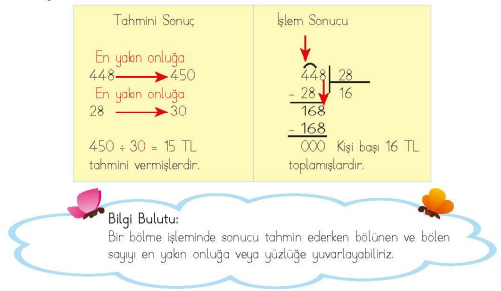 Tahmini Sonuç
En yakın onluğa
448 → 450
En yakın onluğa
28 → 30
450 ÷ 30 = 15 TL
tahmini vermişlerdir.
İşlem Sonucu
448 28
- 28 16
168
- 168
000 Kişi başı 16 TL
toplamışlardır.
Bilgi Bulutu:
Bir bölme işleminde sonucu tahmin ederken bölünen ve bölen
sayıyı en yakın onluğa veya yüzlüğe yuvarlayabiliriz.